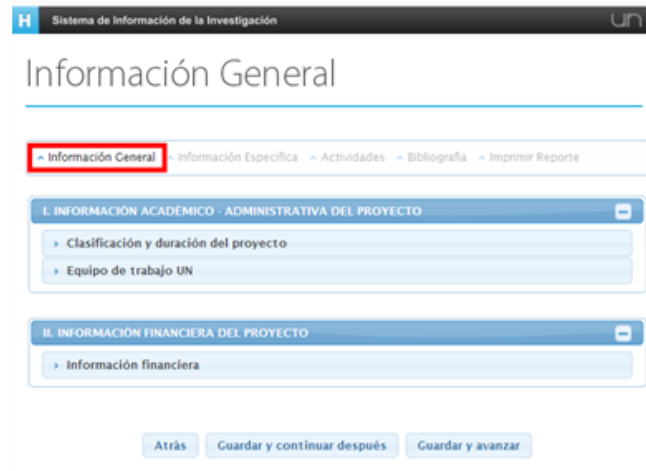 H Sistema de Información de la Investigación un
Información General
Información General Información Específica Actividades Bibliografía Imprimir Reporte
I. INFORMACIÓN ACADÉMICO - ADMINISTRATIVA DEL PROYECTO
Clasificación y duración del proyecto
Equipo de trabajo UN
II. INFORMACIÓN FINANCIERA DEL PROYECTO
Información financiera
Atrás Guardar y continuar después Guardar y avanzar